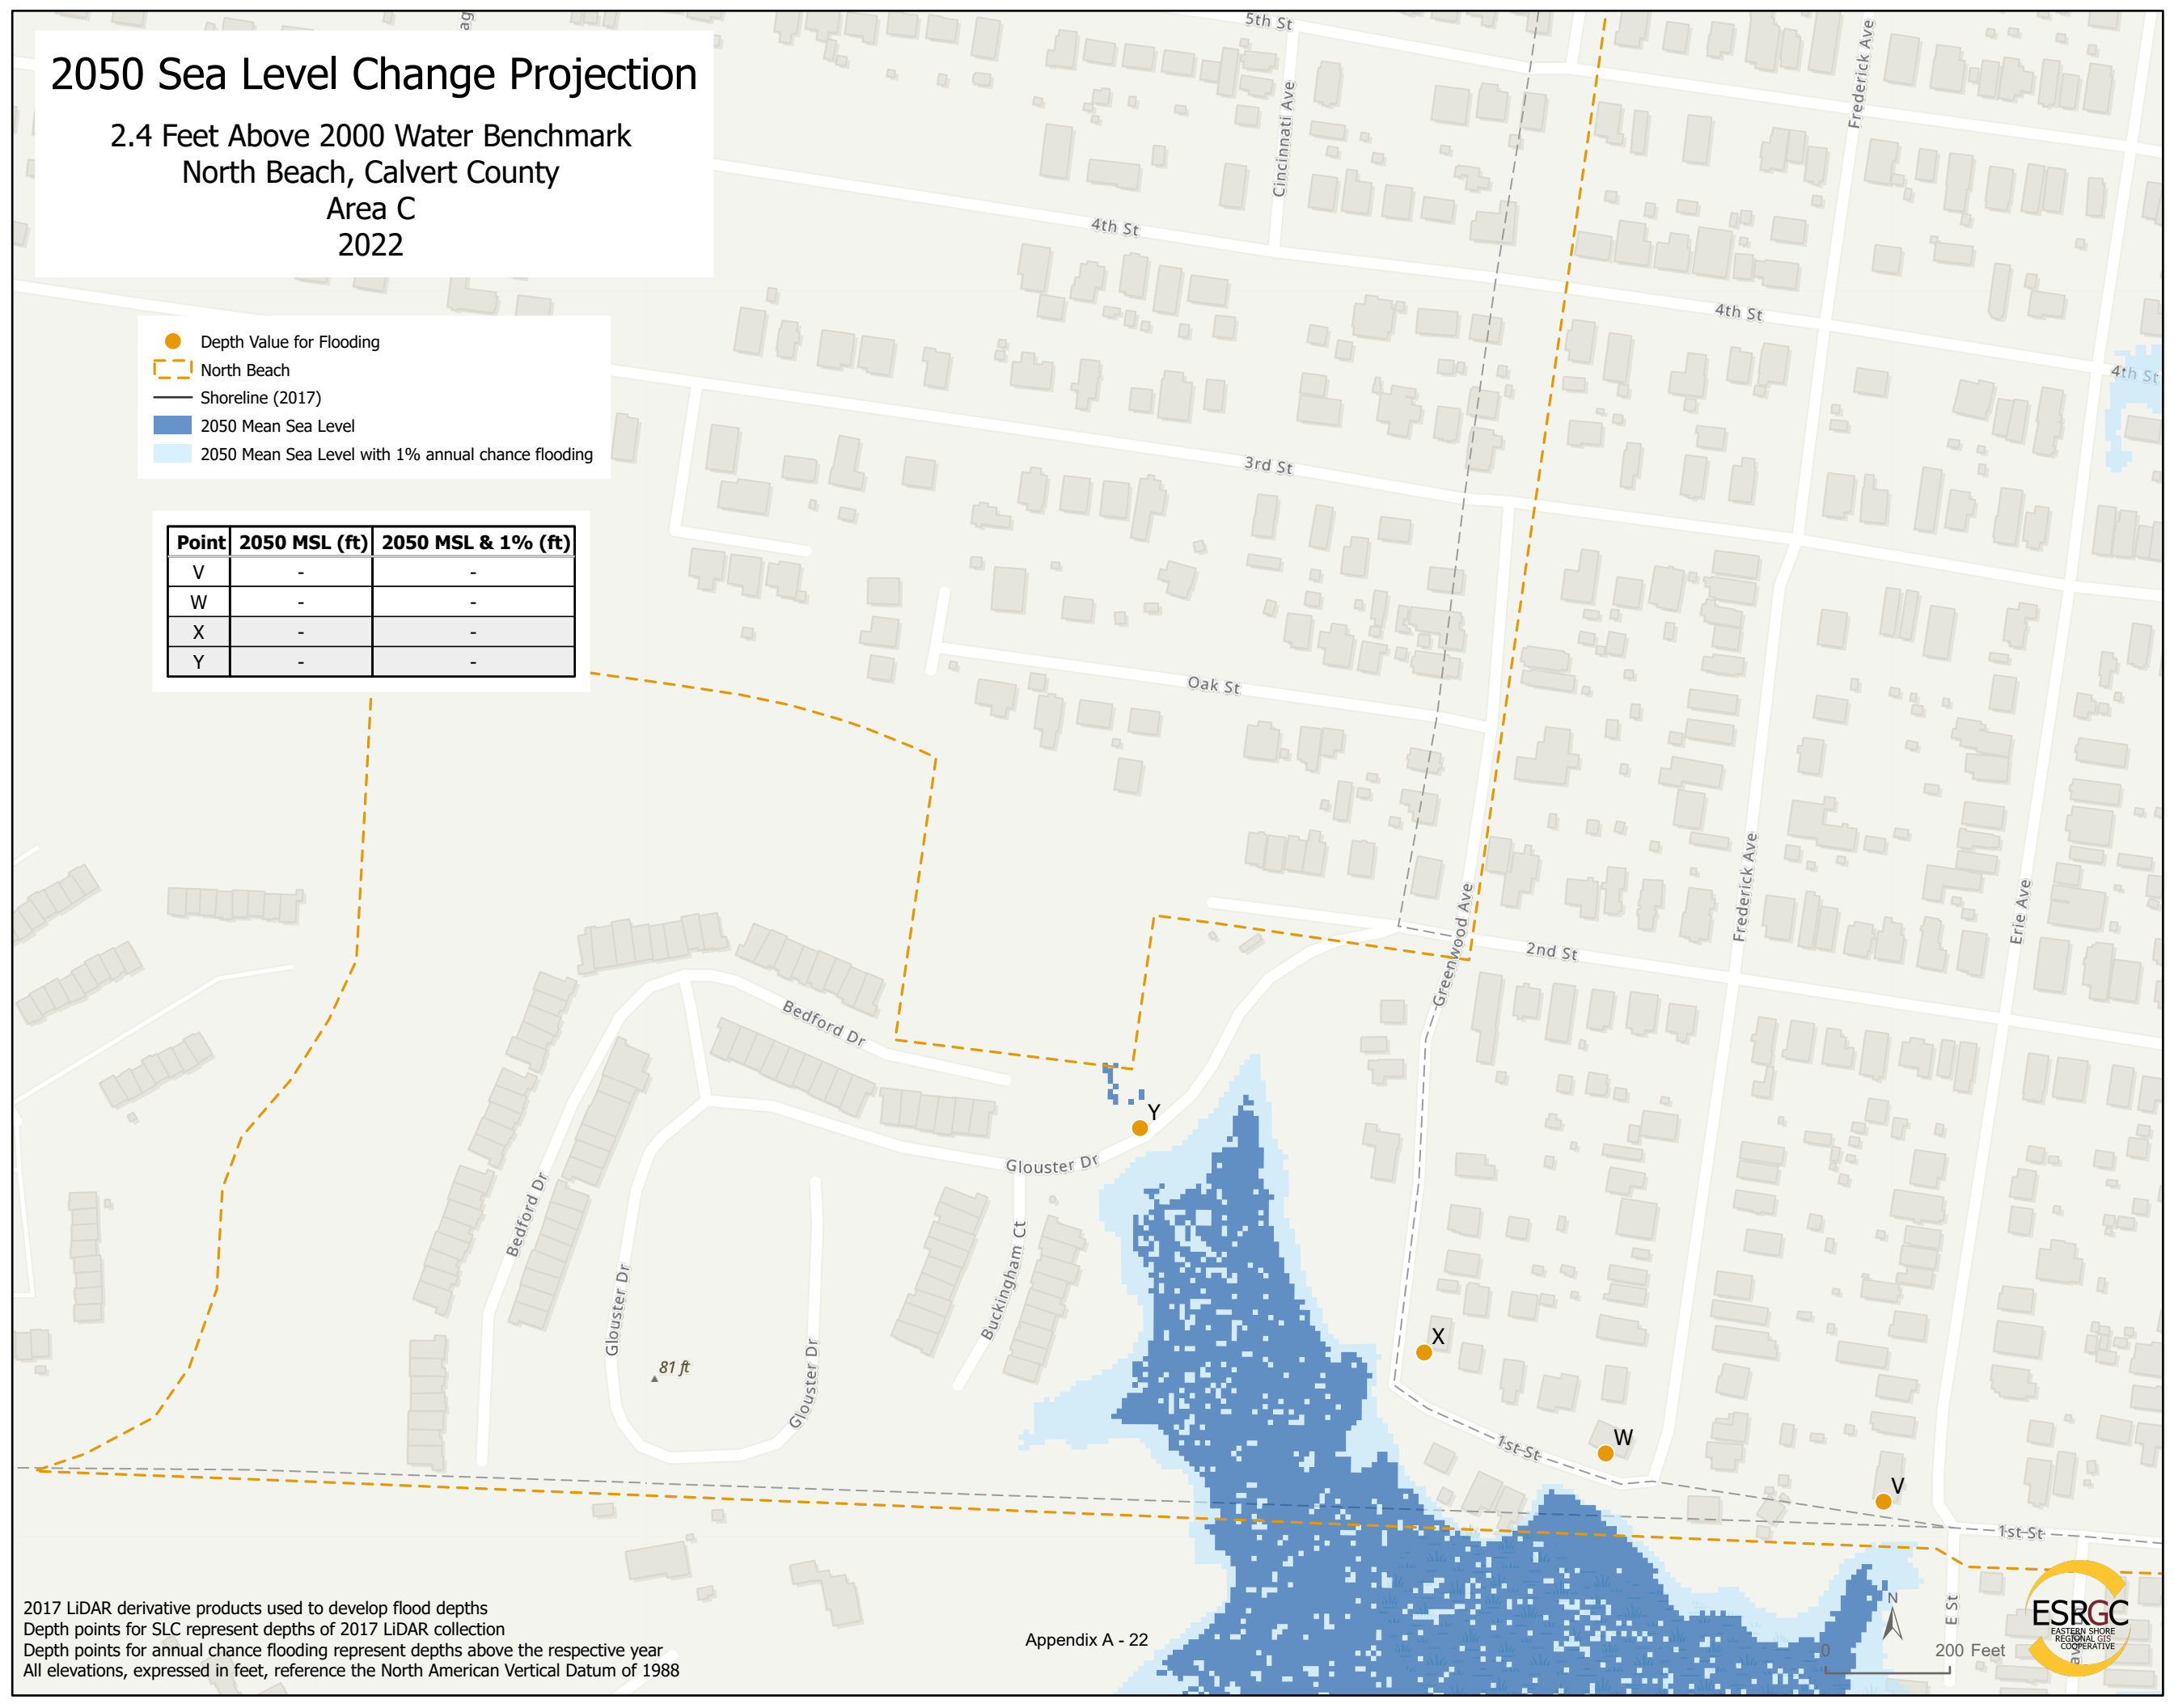 2050 Sea Level Change Projection
2.4 Feet Above 2000 Water Benchmark
North Beach, Calvert County
Area C
2022
Depth Value for Flooding
North Beach
Shoreline (2017)
2050 Mean Sea Level
2050 Mean Sea Level with 1% annual chance flooding
Point 2050 MSL (ft) 2050 MSL & 1% (ft)
V - -
W - -
X - -
Y - -
ag
5th St
Cincinnati Ave
Frederick Ave
4th St
4th St
4th St
3rd St
Oak St
Greenwood Ave
2nd St
Frederick Ave
Erie Ave
Bedford Dr
Y
Glouster Dr
Bedford Dr
Glouster Dr
Buckingham Ct
Glouster Dr
81 ft
X
1st St
W
V
1st St
E St
2017 LiDAR derivative products used to develop flood depths
Depth points for SLC represent depths of 2017 LiDAR collection
Depth points for annual chance flooding represent depths above the respective year
All elevations, expressed in feet, reference the North American Vertical Datum of 1988
Appendix A - 22
N
0 200 Feet
ESRGC
EASTERN SHORE
REGIONAL GIS
COOPERATIVE